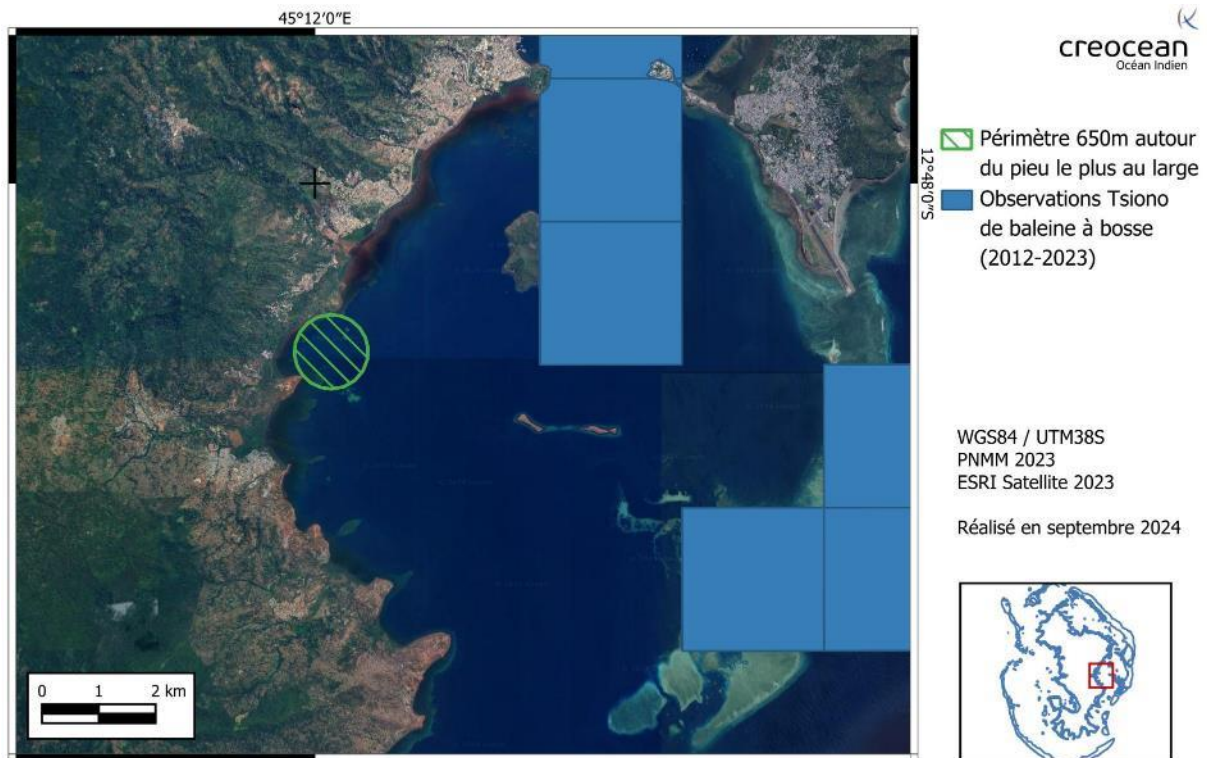 45°12'0"E
creocean
Océan Indien
12°48'0"S
Périmètre 650m autour
du pieu le plus au large
Observations Tsiono
de baleine à bosse
(2012-2023)
WGS84 / UTM38S
PNMM 2023
ESRI Satellite 2023
Réalisé en septembre 2024
0 1 2 km